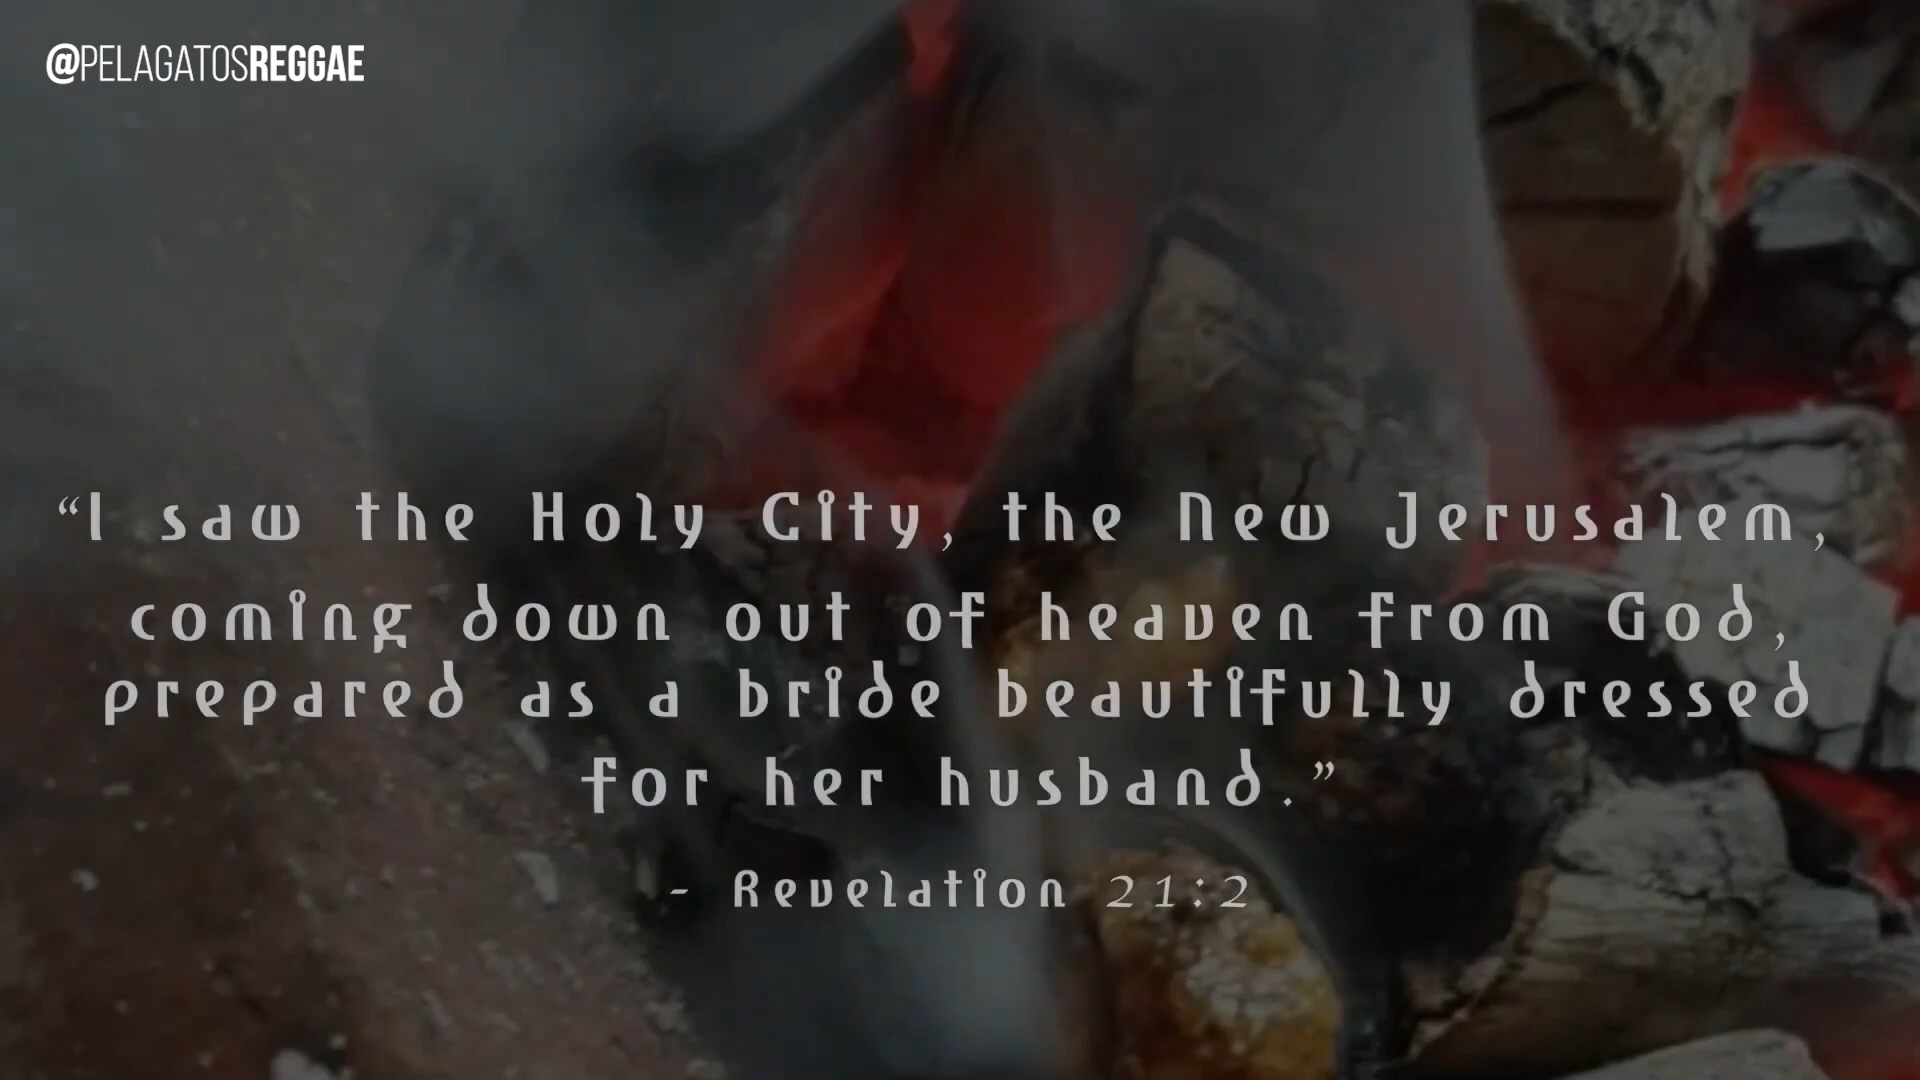 @PELAGATOSREGGAE
“I saw the Holy City, the New Jerusalem,
coming down out of heaven from God,
prepared as a bride beautifully dressed
for her husband.”
- Revelation 21:2